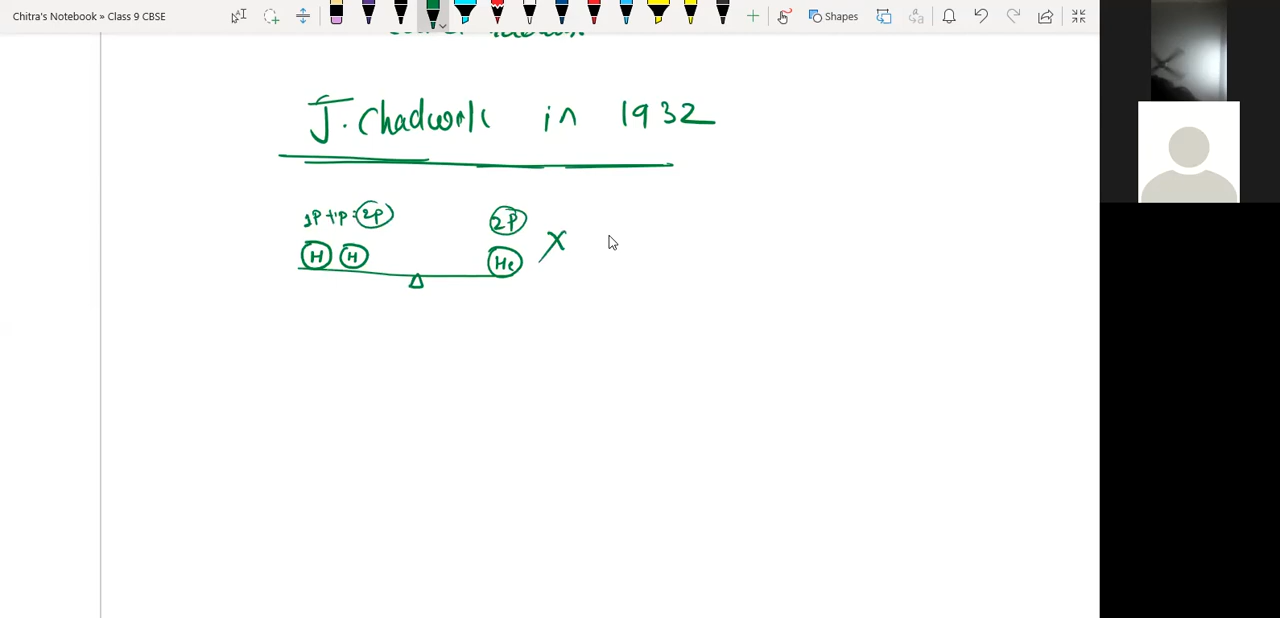 Chitra's Notebook » Class 9 CBSE
Shapes
J. Chadwick in 1932
1P + 1P = 2P
2P
H H
He X